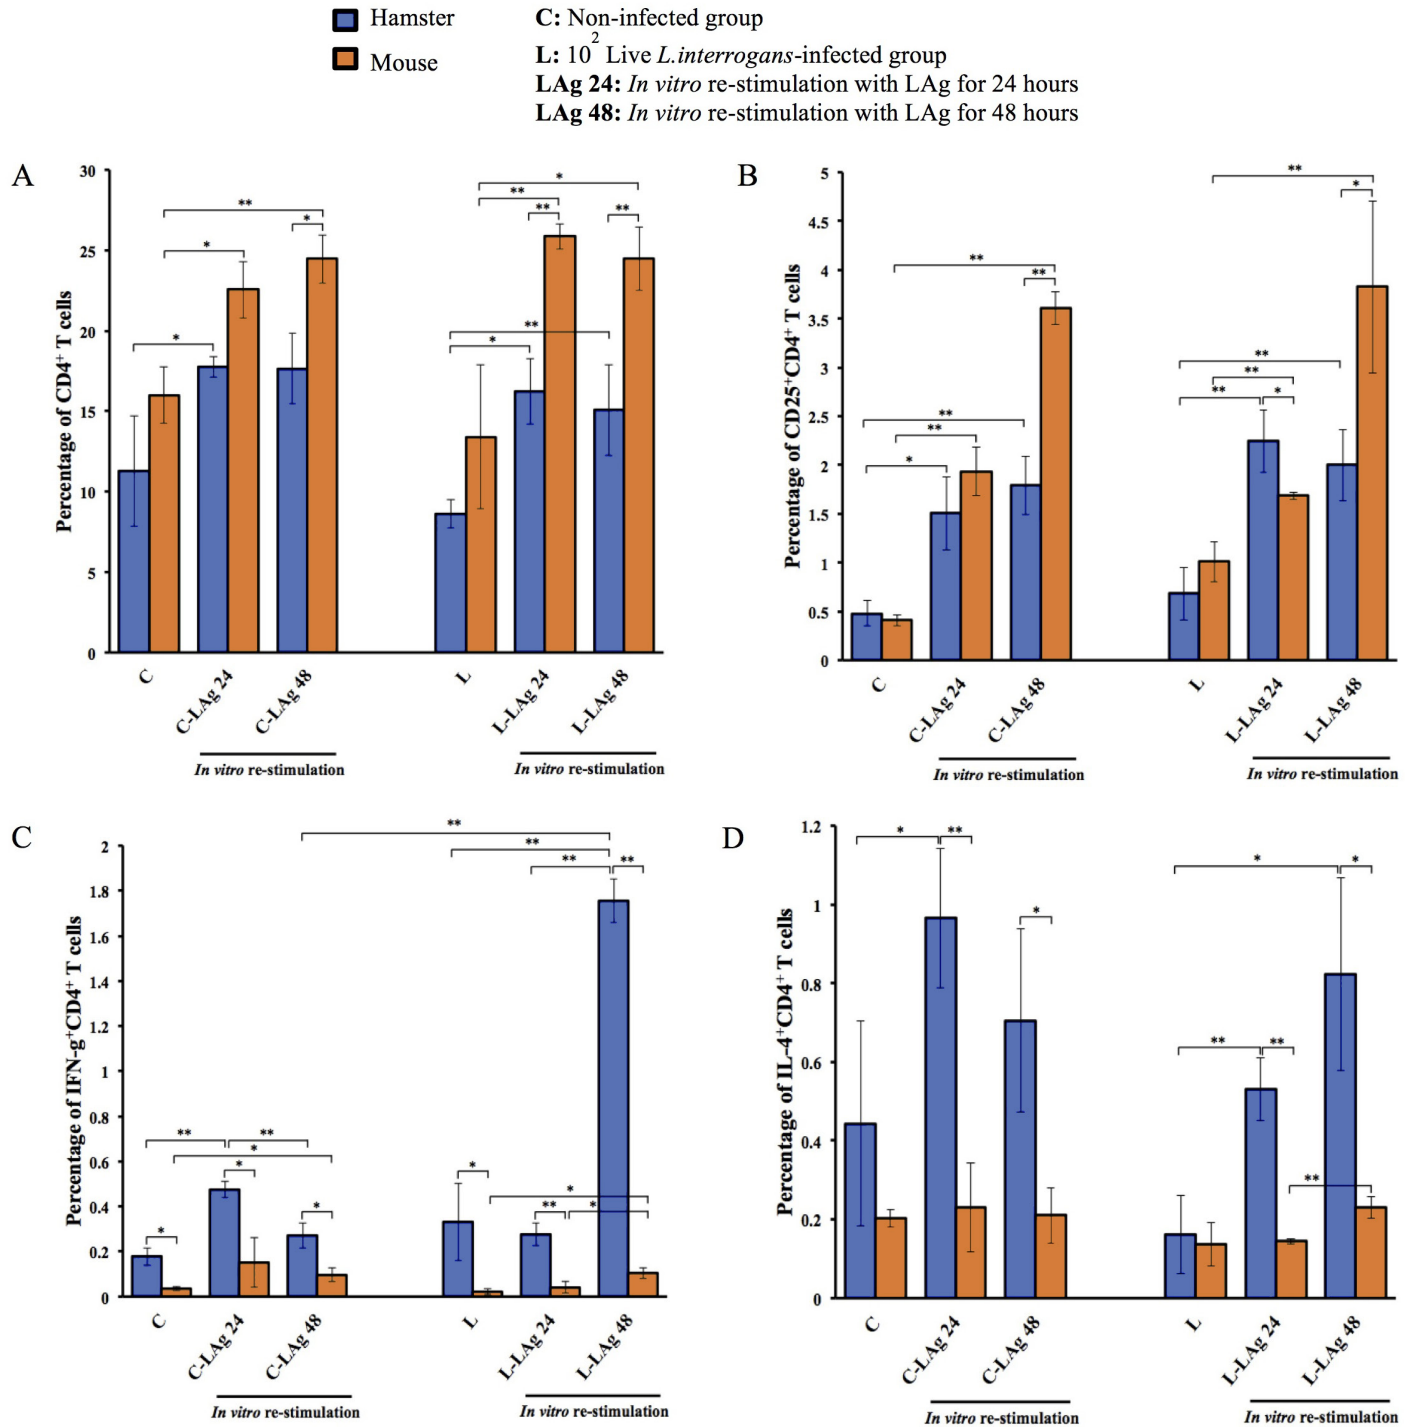 Hamster
Mouse
C: Non-infected group
L: 10² Live L.interrogans-infected group
LAg 24: In vitro re-stimulation with LAg for 24 hours
LAg 48: In vitro re-stimulation with LAg for 48 hours
A
Percentage of CD4⁺ T cells
30
25
20
15
10
5
0
*
*
**
*
*
**
**
**
*
**
C
C-LAg 24
C-LAg 48
L
L-LAg 24
L-LAg 48
In vitro re-stimulation
In vitro re-stimulation
B
Percentage of CD25⁺CD4⁺ T cells
5
4.5
4
3.5
3
2.5
2
1.5
1
0.5
0
*
**
**
**
**
**
**
**
*
*
**
C
C-LAg 24
C-LAg 48
L
L-LAg 24
L-LAg 48
In vitro re-stimulation
In vitro re-stimulation
C
Percentage of IFN-g⁺CD4⁺ T cells
2
1.8
1.6
1.4
1.2
1
0.8
0.6
0.4
0.2
0
**
**
**
**
**
**
*
*
*
*
*
*
**
*
C
C-LAg 24
C-LAg 48
L
L-LAg 24
L-LAg 48
In vitro re-stimulation
In vitro re-stimulation
D
Percentage of IL-4⁺CD4⁺ T cells
1.2
1
0.8
0.6
0.4
0.2
0
*
**
*
*
*
**
**
**
C
C-LAg 24
C-LAg 48
L
L-LAg 24
L-LAg 48
In vitro re-stimulation
In vitro re-stimulation